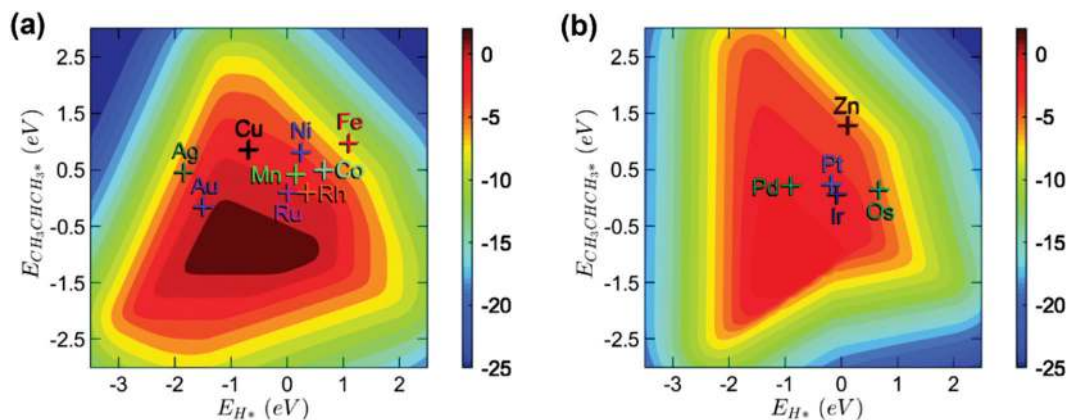 (a)
2.5
1.5
0.5
-0.5
-1.5
-2.5
E_{CH_3CHCH_3*} (eV)
-3 -2 -1 0 1 2
E_{H*} (eV)
Cu Ni Fe
Ag Mn Co
Au Ru Rh
0
-5
-10
-15
-20
-25
(b)
2.5
1.5
0.5
-0.5
-1.5
-2.5
E_{CH_3CHCH_3*} (eV)
-3 -2 -1 0 1 2
E_{H*} (eV)
Zn
Pt
Pd
Ir Os
0
-5
-10
-15
-20
-25